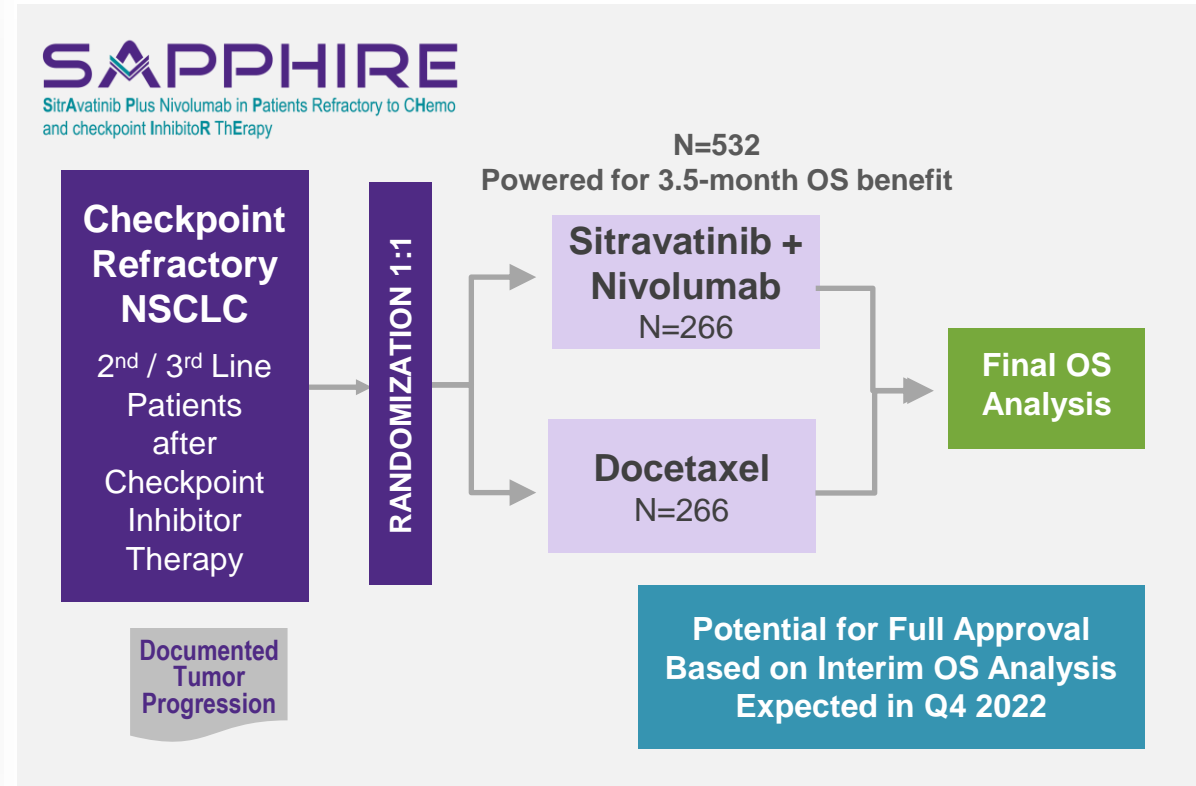 SAPPHIRE
SitrAvatinib Plus Nivolumab in Patients Refractory to CHemo
and checkpoint InhibitoR ThErapy
N=532
Powered for 3.5-month OS benefit
Checkpoint
Refractory
NSCLC
2nd / 3rd Line
Patients
after
Checkpoint
Inhibitor
Therapy
Documented
Tumor
Progression
RANDOMIZATION 1:1
Sitravatinib +
Nivolumab
N=266
Docetaxel
N=266
Final OS
Analysis
Potential for Full Approval
Based on Interim OS Analysis
Expected in Q4 2022